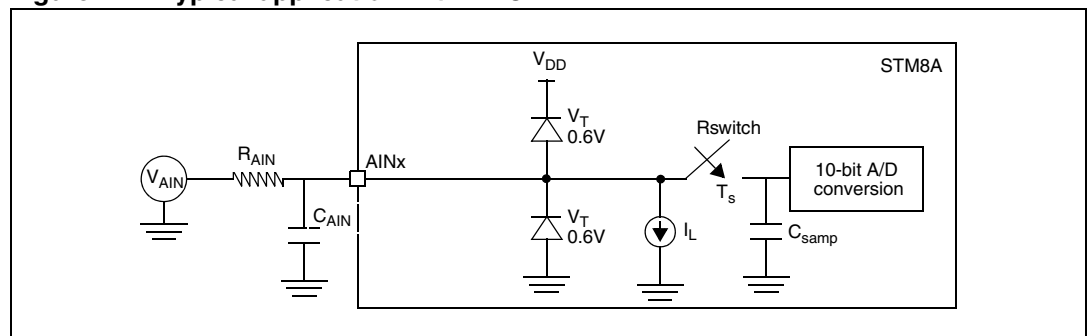 V_DD
STM8A
V_T
0.6V
Rswitch
R_AIN
AINx
V_AIN
10-bit A/D
conversion
T_s
C_AIN
V_T
0.6V
I_L
C_samp